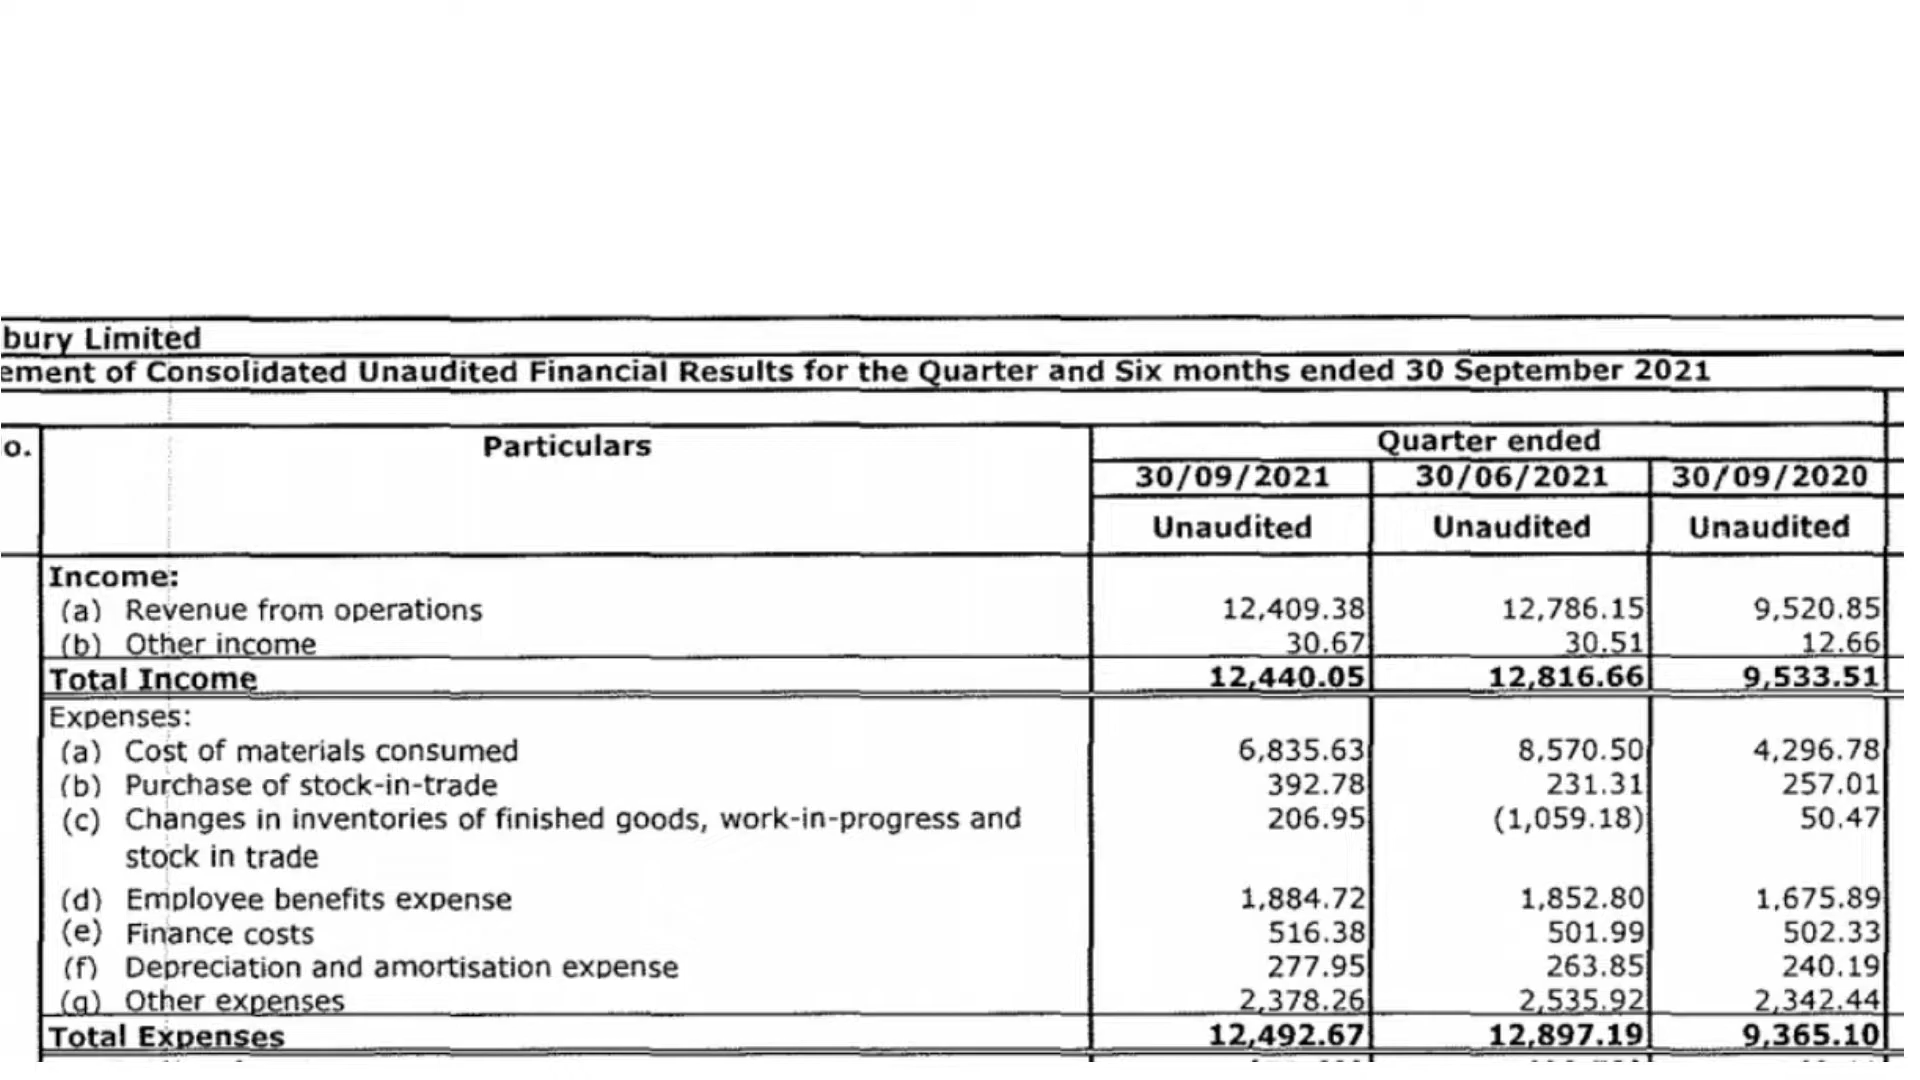 bury Limited
ement of Consolidated Unaudited Financial Results for the Quarter and Six months ended 30 September 2021
o. Particulars Quarter ended
30/09/2021 30/06/2021 30/09/2020
Unaudited Unaudited Unaudited
Income:
(a) Revenue from operations 12,409.38 12,786.15 9,520.85
(b) Other income 30.67 30.51 12.66
Total Income 12,440.05 12,816.66 9,533.51
Expenses:
(a) Cost of materials consumed 6,835.63 8,570.50 4,296.78
(b) Purchase of stock-in-trade 392.78 231.31 257.01
(c) Changes in inventories of finished goods, work-in-progress and 206.95 (1,059.18) 50.47
stock in trade
(d) Employee benefits expense 1,884.72 1,852.80 1,675.89
(e) Finance costs 516.38 501.99 502.33
(f) Depreciation and amortisation expense 277.95 263.85 240.19
(g) Other expenses 2,378.26 2,535.92 2,342.44
Total Expenses 12,492.67 12,897.19 9,365.10